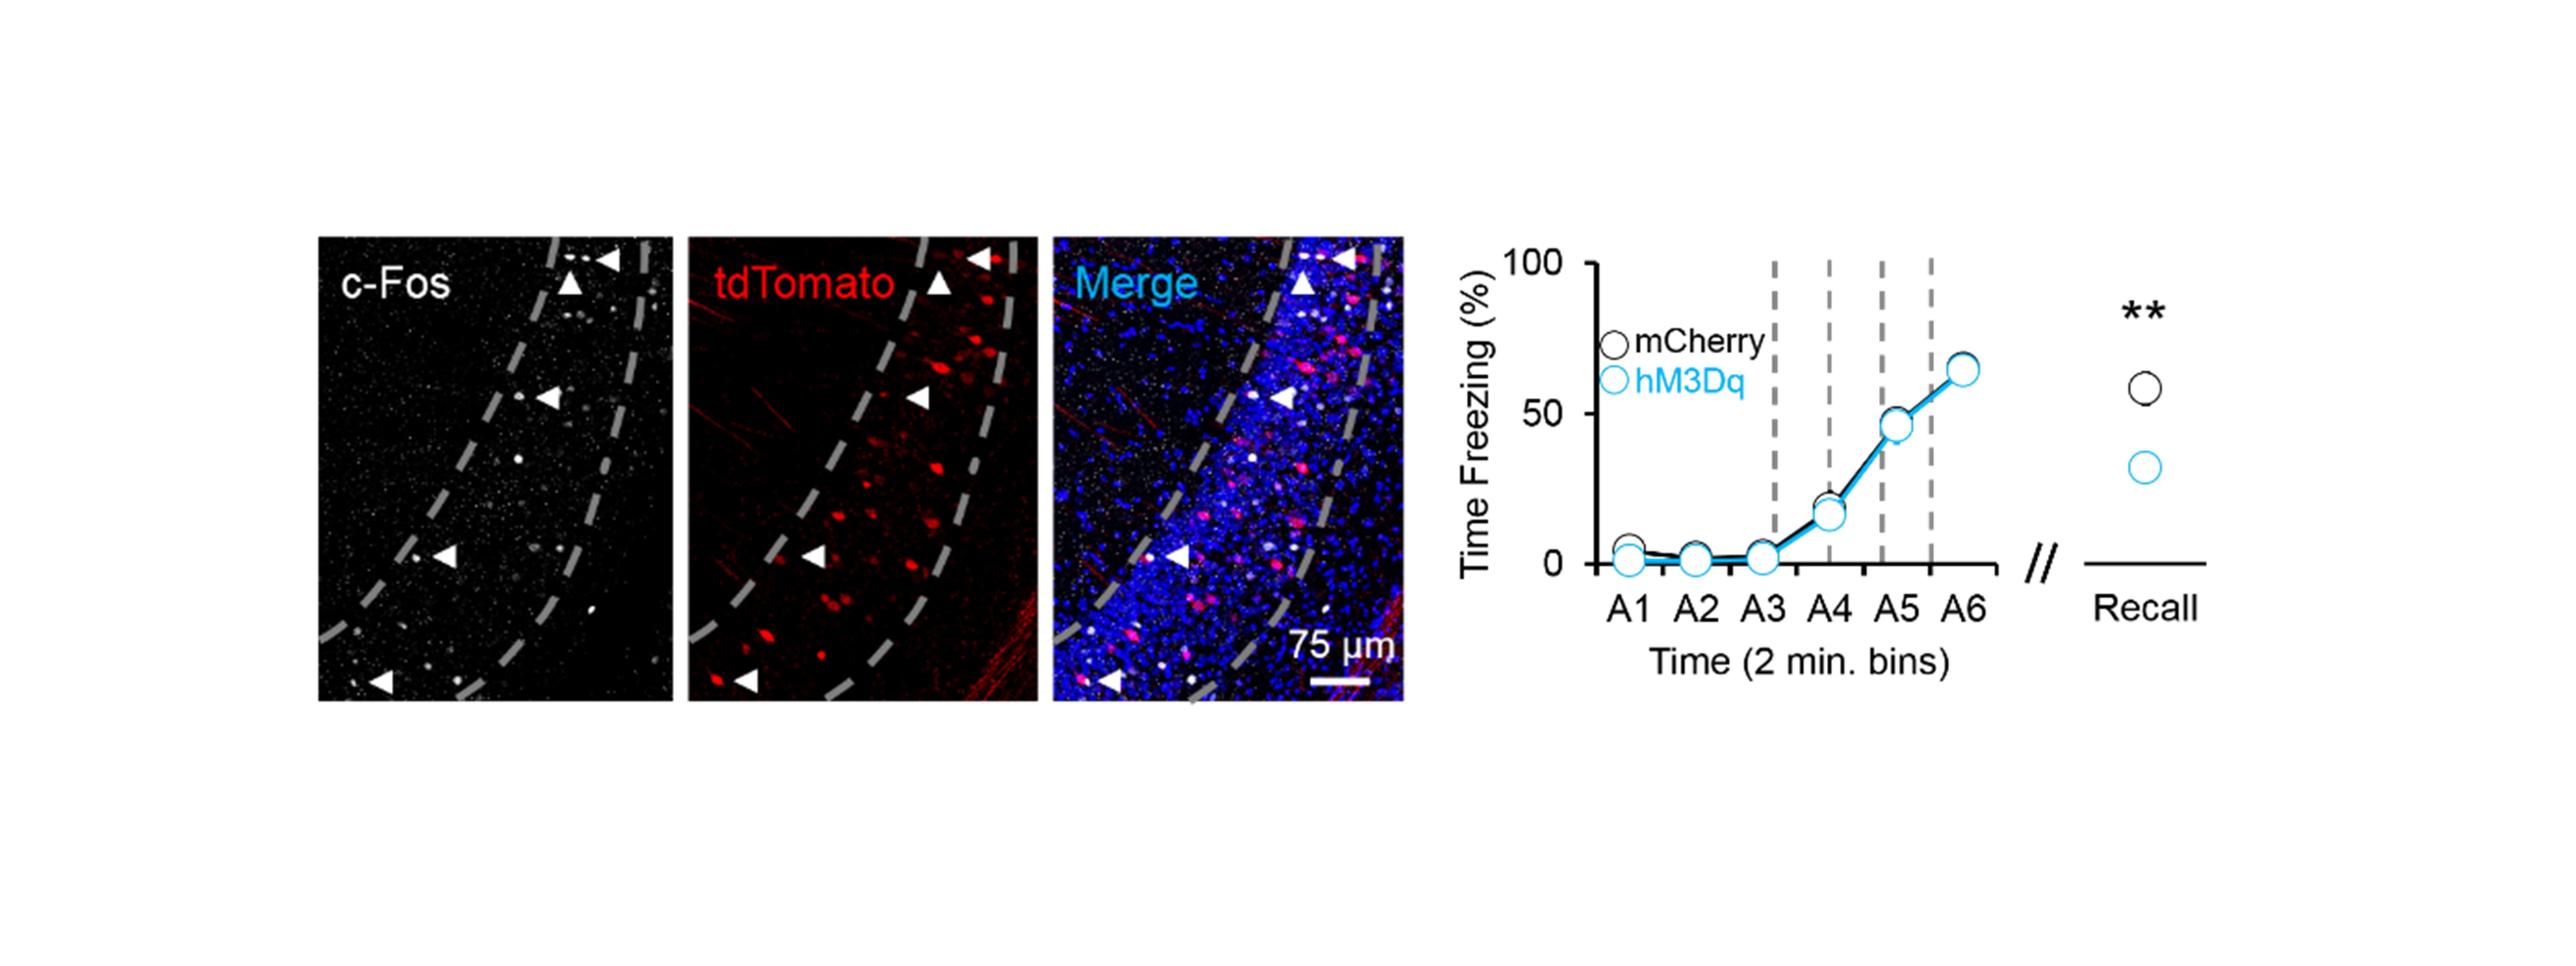 c-Fos
tdTomato
Merge
75 µm
Time Freezing (%)
100
50
0
mCherry
hM3Dq
**
A1 A2 A3 A4 A5 A6
//
Recall
Time (2 min. bins)